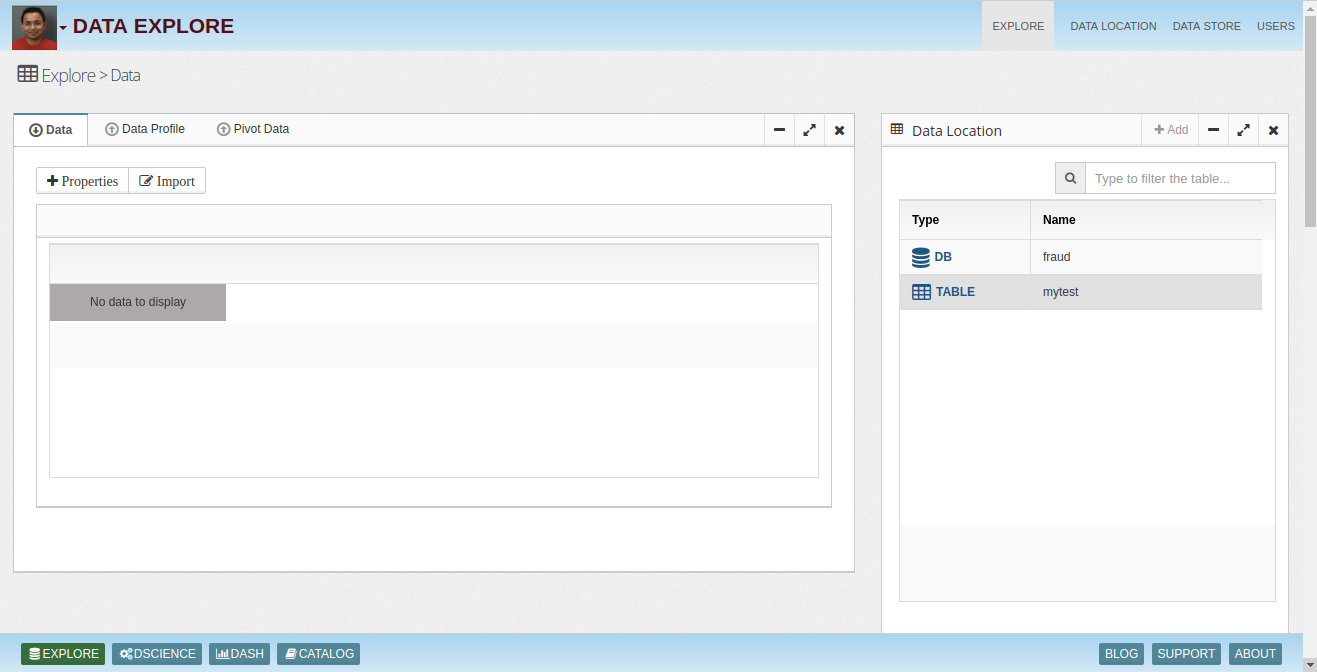 DATA EXPLORE
EXPLORE DATA LOCATION DATA STORE USERS
Explore > Data
Data Data Profile Pivot Data
Data Location Add
Properties Import
Type to filter the table...
Type Name
DB fraud
TABLE mytest
No data to display
EXPLORE DSCIENCE DASH CATALOG
BLOG SUPPORT ABOUT